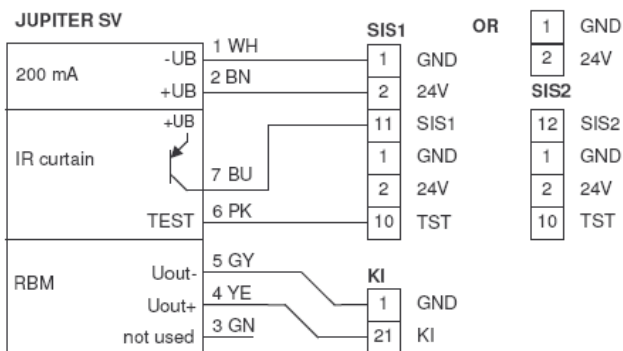 JUPITER SV
SIS1
OR
1 GND
2 24V
SIS2
200 mA
-UB 1 WH
+UB 2 BN
1 GND
2 24V
+UB
IR curtain
7 BU
TEST 6 PK
11 SIS1
1 GND
2 24V
10 TST
12 SIS2
1 GND
2 24V
10 TST
RBM
Uout- 5 GY
Uout+ 4 YE
not used 3 GN
KI
1 GND
21 KI